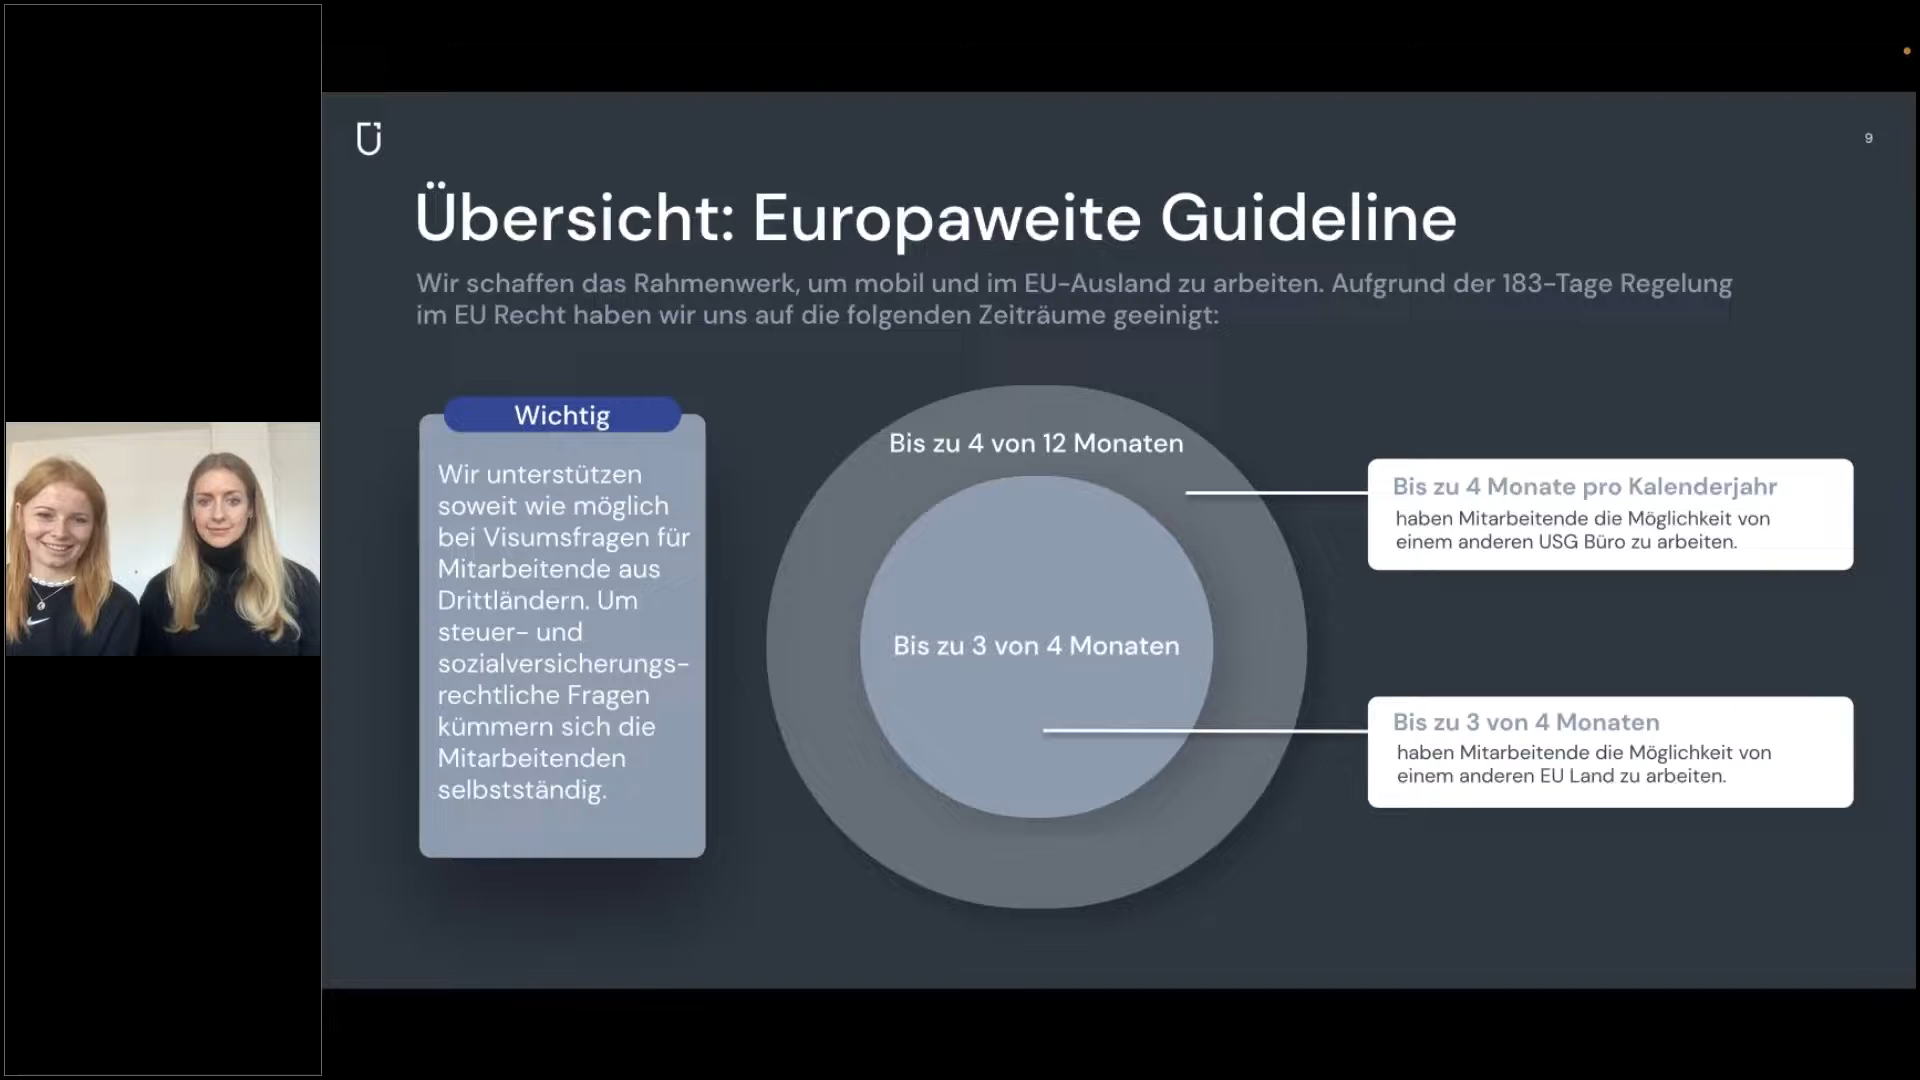 9
Übersicht: Europaweite Guideline
Wir schaffen das Rahmenwerk, um mobil und im EU-Ausland zu arbeiten. Aufgrund der 183-Tage Regelung
im EU Recht haben wir uns auf die folgenden Zeiträume geeinigt:
Wichtig
Wir unterstützen
soweit wie möglich
bei Visumsfragen für
Mitarbeitende aus
Drittländern. Um
steuer- und
sozialversicherungs-
rechtliche Fragen
kümmern sich die
Mitarbeitenden
selbstständig.
Bis zu 4 von 12 Monaten
Bis zu 3 von 4 Monaten
Bis zu 4 Monate pro Kalenderjahr
haben Mitarbeitende die Möglichkeit von
einem anderen USG Büro zu arbeiten.
Bis zu 3 von 4 Monaten
haben Mitarbeitende die Möglichkeit von
einem anderen EU Land zu arbeiten.